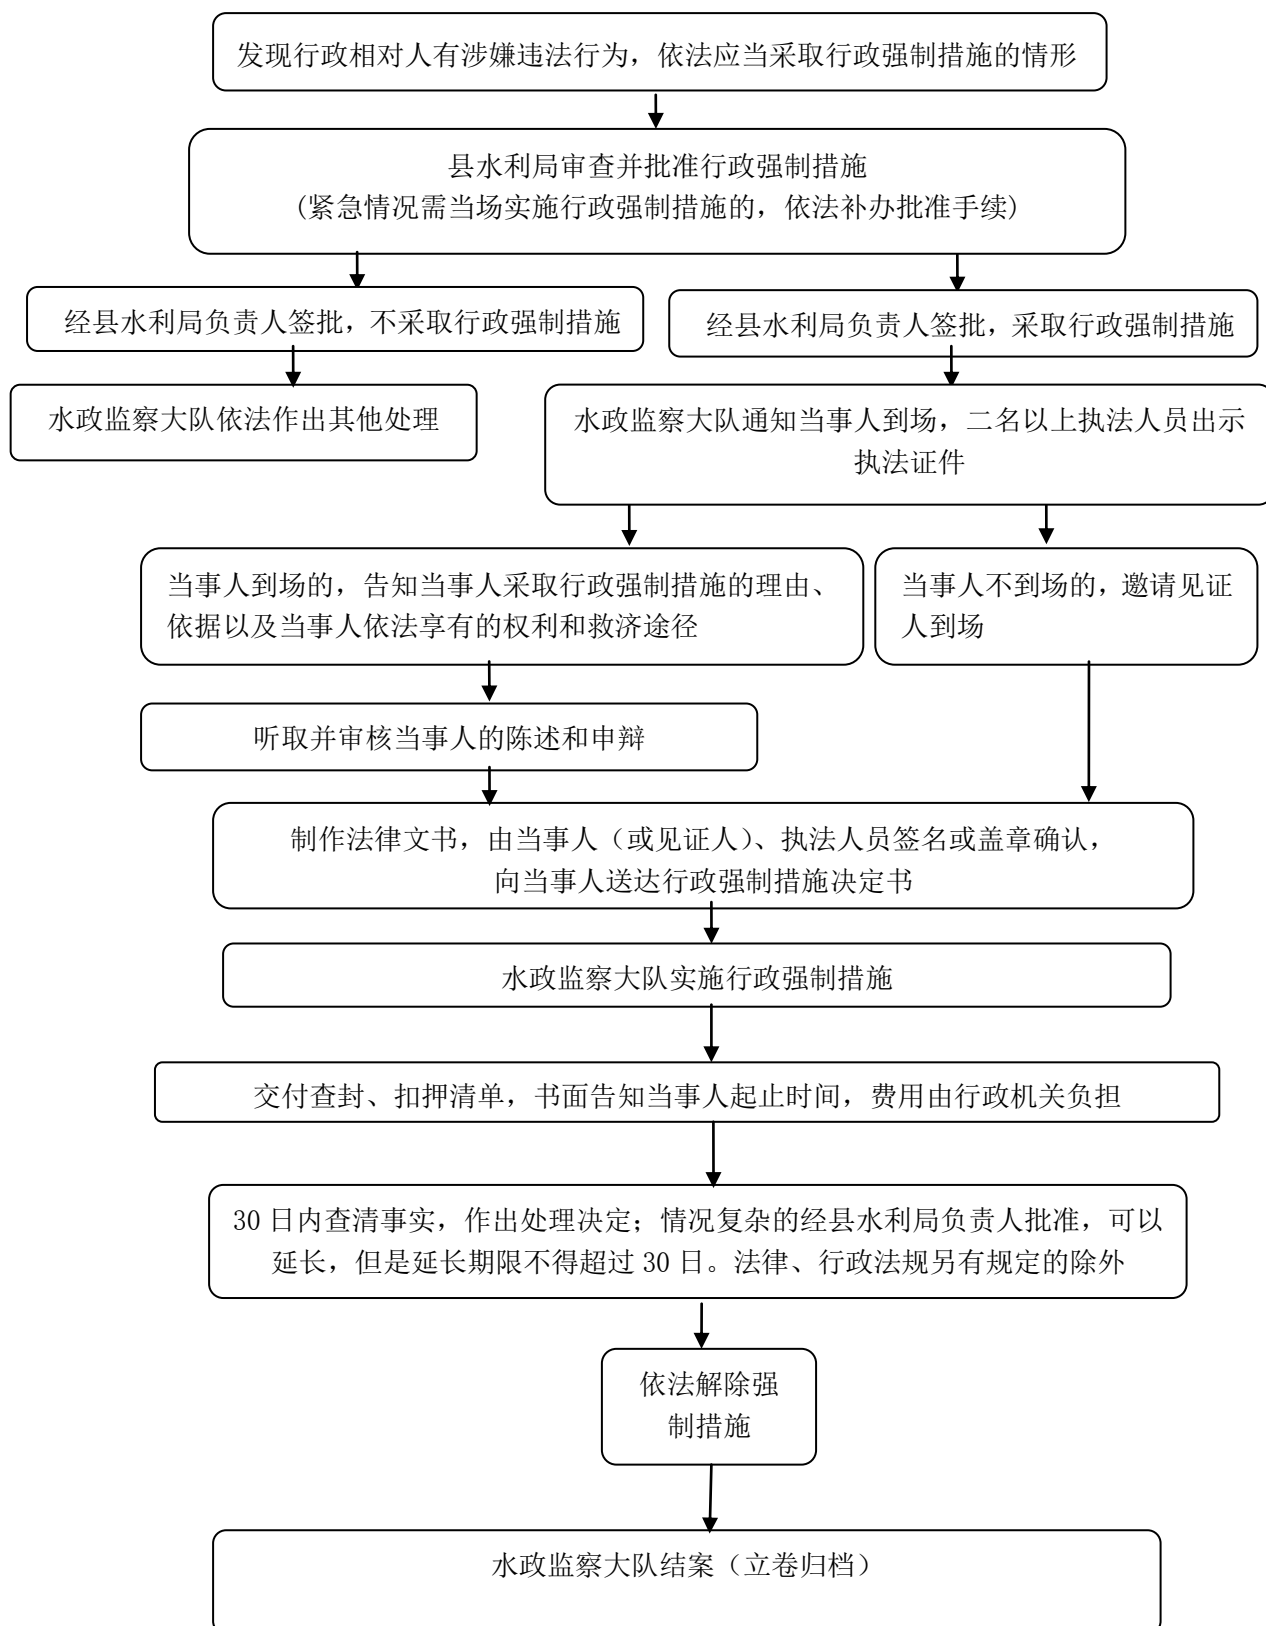 发现行政相对人有涉嫌违法行为，依法应当采取行政强制措施的情形
县水利局审查并批准行政强制措施
(紧急情况需当场实施行政强制措施的，依法补办批准手续)
经县水利局负责人签批，不采取行政强制措施
经县水利局负责人签批，采取行政强制措施
水政监察大队依法作出其他处理
水政监察大队通知当事人到场，二名以上执法人员出示
执法证件
当事人到场的，告知当事人采取行政强制措施的理由、
依据以及当事人依法享有的权利和救济途径
当事人不到场的，邀请见证
人到场
听取并审核当事人的陈述和申辩
制作法律文书，由当事人（或见证人）、执法人员签名或盖章确认，
向当事人送达行政强制措施决定书
水政监察大队实施行政强制措施
交付查封、扣押清单，书面告知当事人起止时间，费用由行政机关负担
30 日内查清事实，作出处理决定；情况复杂的经县水利局负责人批准，可以
延长，但是延长期限不得超过 30 日。法律、行政法规另有规定的除外
依法解除强
制措施
水政监察大队结案（立卷归档）